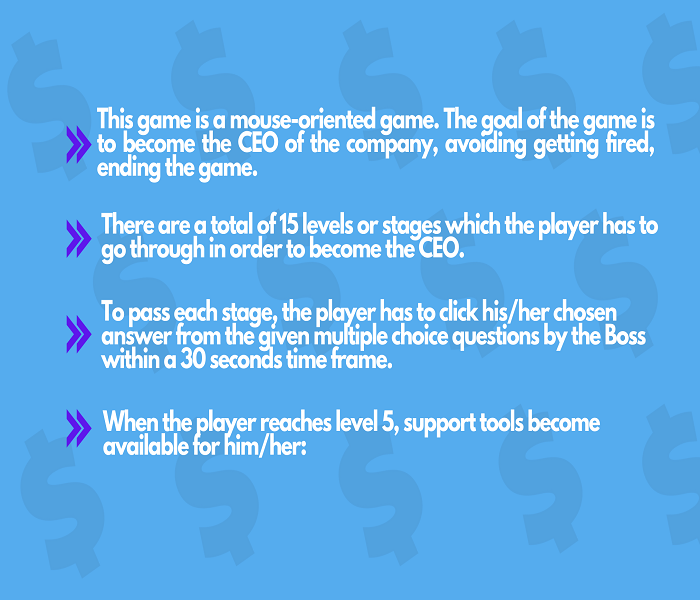 This game is a mouse-oriented game. The goal of the game is
to become the CEO of the company, avoiding getting fired,
ending the game.
There are a total of 15 levels or stages which the player has to
go through in order to become the CEO.
To pass each stage, the player has to click his/her chosen
answer from the given multiple choice questions by the Boss
within a 30 seconds time frame.
When the player reaches level 5, support tools become
available for him/her: